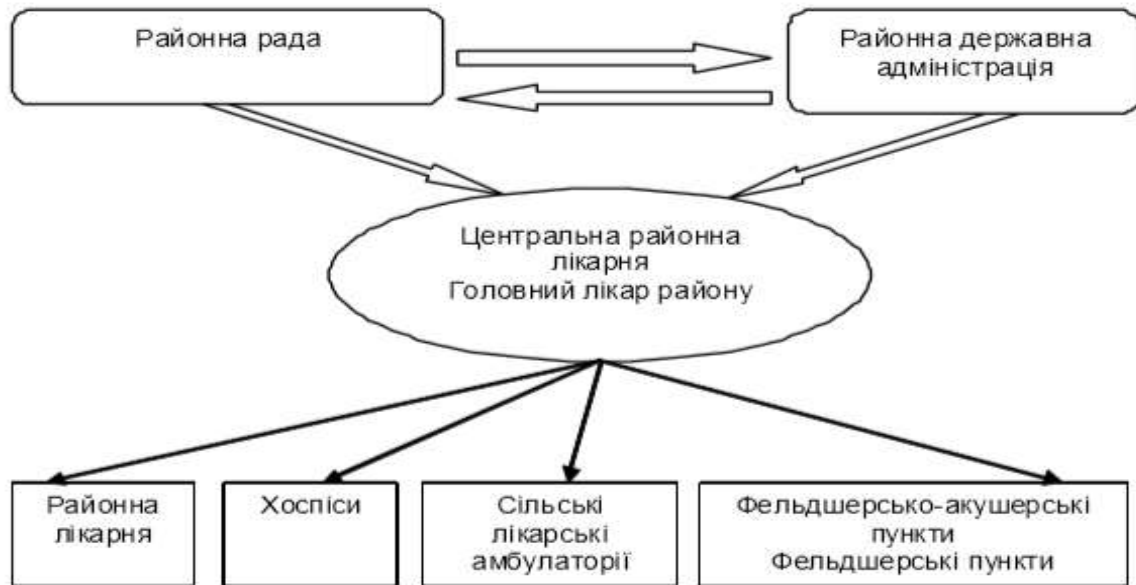 Районна рада
Районна державна
адміністрація
Центральна районна
лікарня
Головний лікар району
Районна
лікарня
Хоспіси
Сільські
лікарські
амбулаторії
Фельдшерсько-акушерські
пункти
Фельдшерські пункти